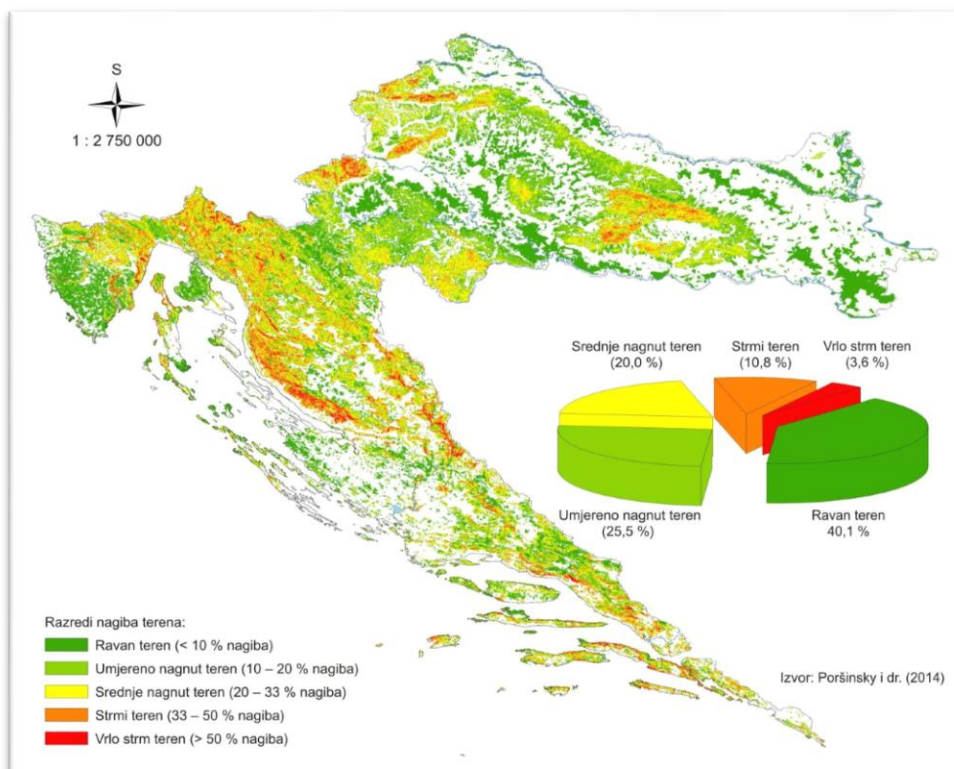 S
1 : 2 750 000
Srednje nagnut teren
(20,0 %)
Strmi teren
(10,8 %)
Vrlo strm teren
(3,6 %)
Umjereno nagnut teren
(25,5 %)
Ravan teren
40,1 %
Razredi nagiba terena:
Ravan teren (< 10 % nagiba)
Umjereno nagnut teren (10 – 20 % nagiba)
Srednje nagnut teren (20 – 33 % nagiba)
Strmi teren (33 – 50 % nagiba)
Vrlo strm teren (> 50 % nagiba)
Izvor: Poršinsky i dr. (2014)